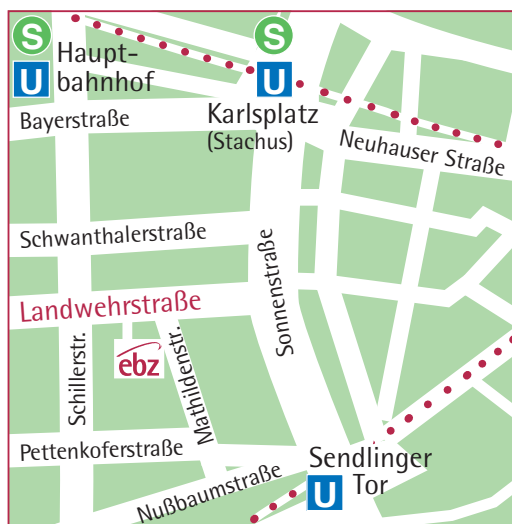 S
S
U
Haupt-
bahnhof
U
Karlsplatz
(Stachus)
Bayerstraße
Neuhauser Straße
Schwanthalerstraße
Landwehrstraße
Sonnenstraße
Schillerstr.
ebz
Mathildenstr.
Pettenkoferstraße
Nußbaumstraße
Sendlinger
Tor
U